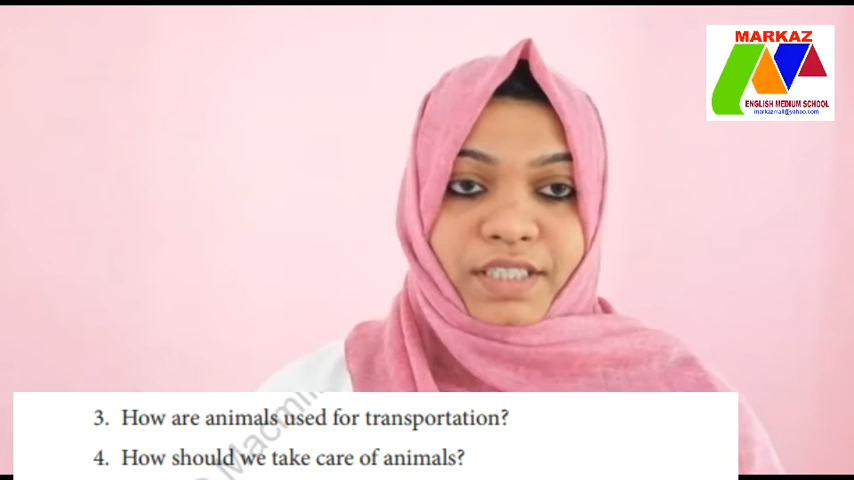 MARKAZ
ENGLISH MEDIUM SCHOOL
markazmail@yahoo.com
3. How are animals used for transportation?
4. How should we take care of animals?